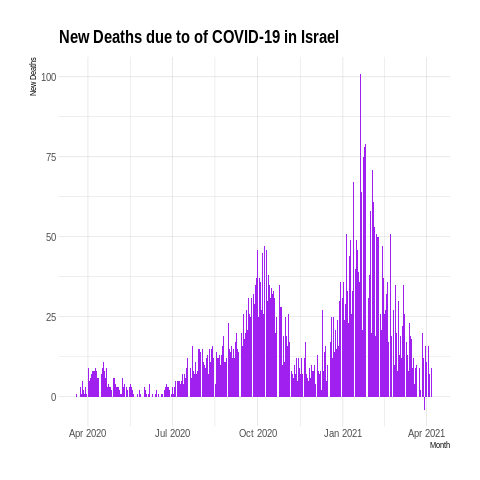 New Deaths due to of COVID-19 in Israel
New Deaths
100
75
50
25
0
Apr 2020 Jul 2020 Oct 2020 Jan 2021 Apr 2021
Month